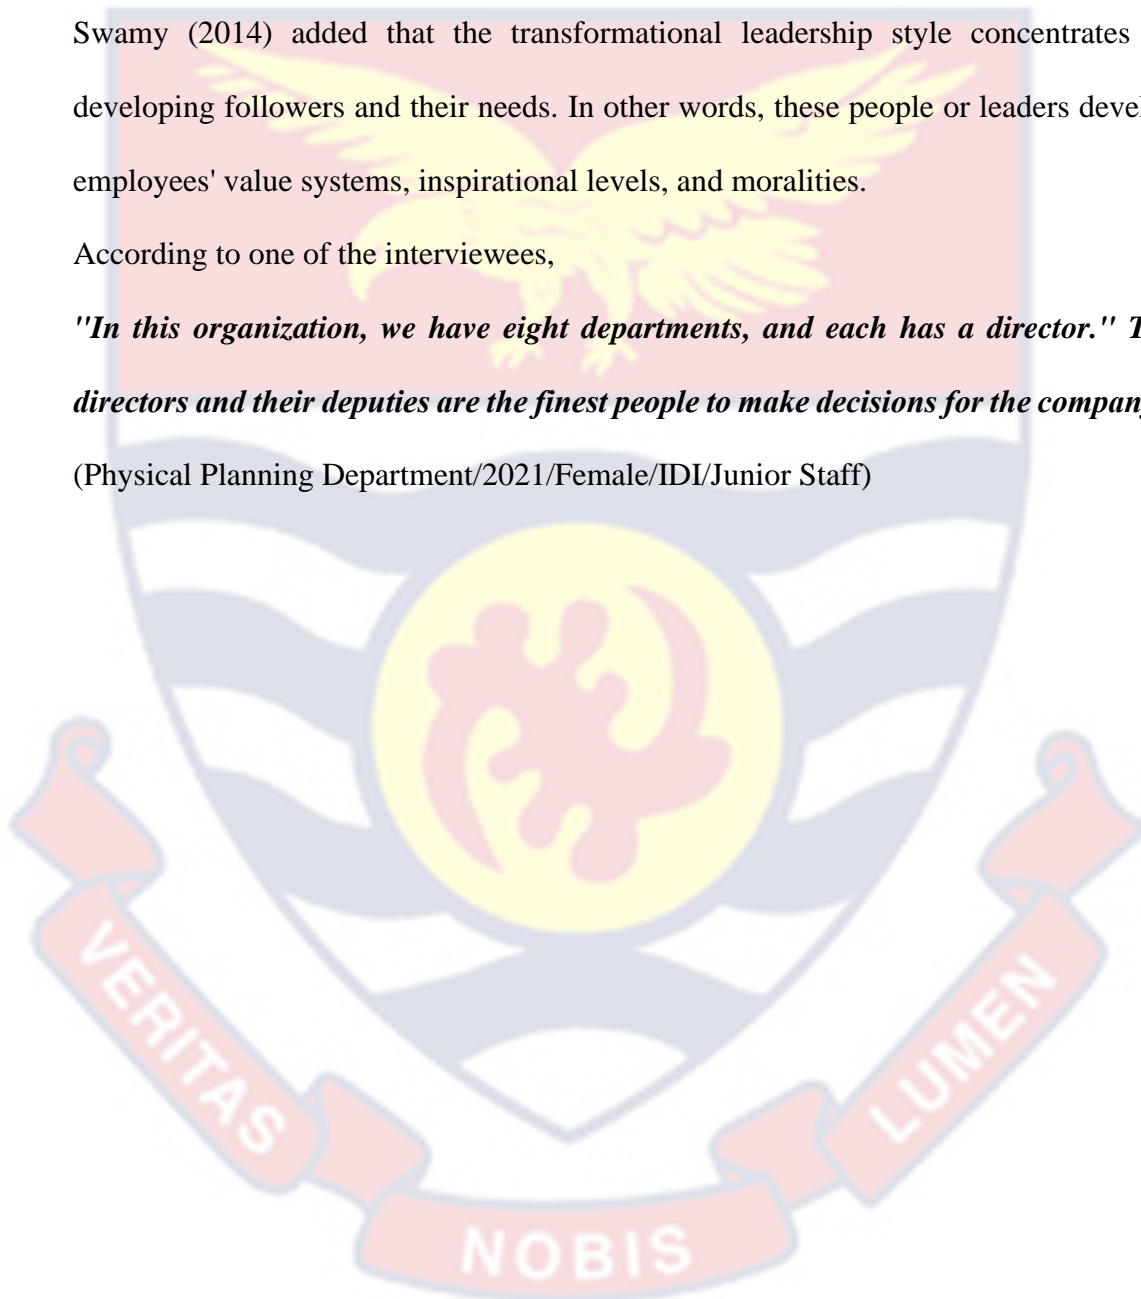 Swamy (2014) added that the transformational leadership style concentrates
developing followers and their needs. In other words, these people or leaders devel
employees' value systems, inspirational levels, and moralities.
According to one of the interviewees,
"In this organization, we have eight departments, and each has a director." T
directors and their deputies are the finest people to make decisions for the company
(Physical Planning Department/2021/Female/IDI/Junior Staff)
VERITAS
NOBIS
LUMEN